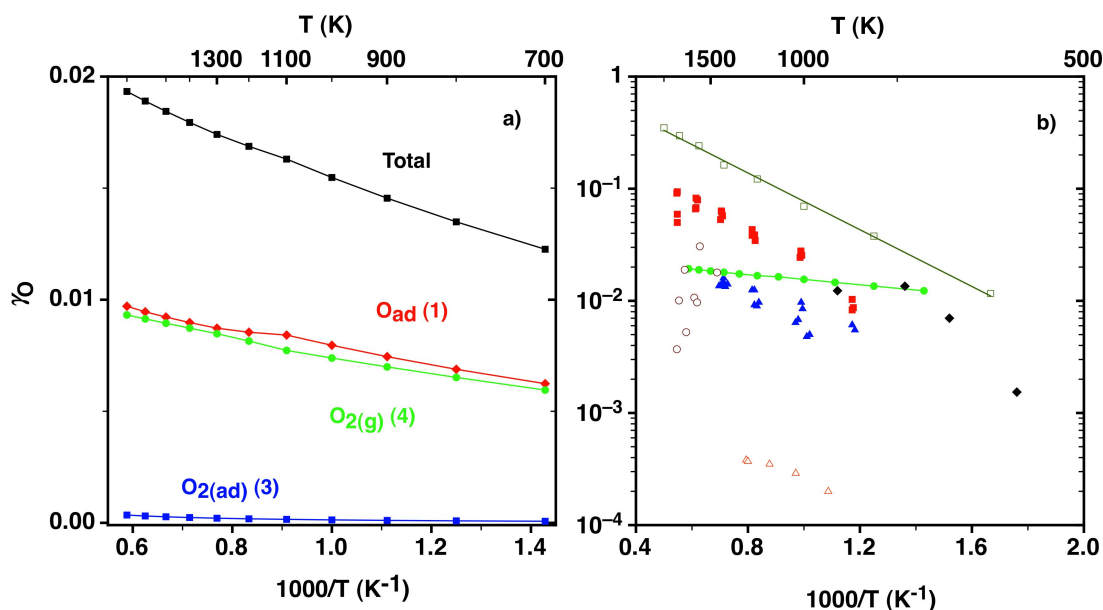 T (K)
1300 1100 900 700
0.02
a)
Total
0.01
γO
Oad (1)
O2(g) (4)
O2(ad) (3)
0.00
0.6 0.8 1.0 1.2 1.4
1000/T (K-1)
T (K)
1500 1000 500
1
b)
10−1
10−2
10−3
10−4
0.4 0.8 1.2 1.6 2.0
1000/T (K-1)